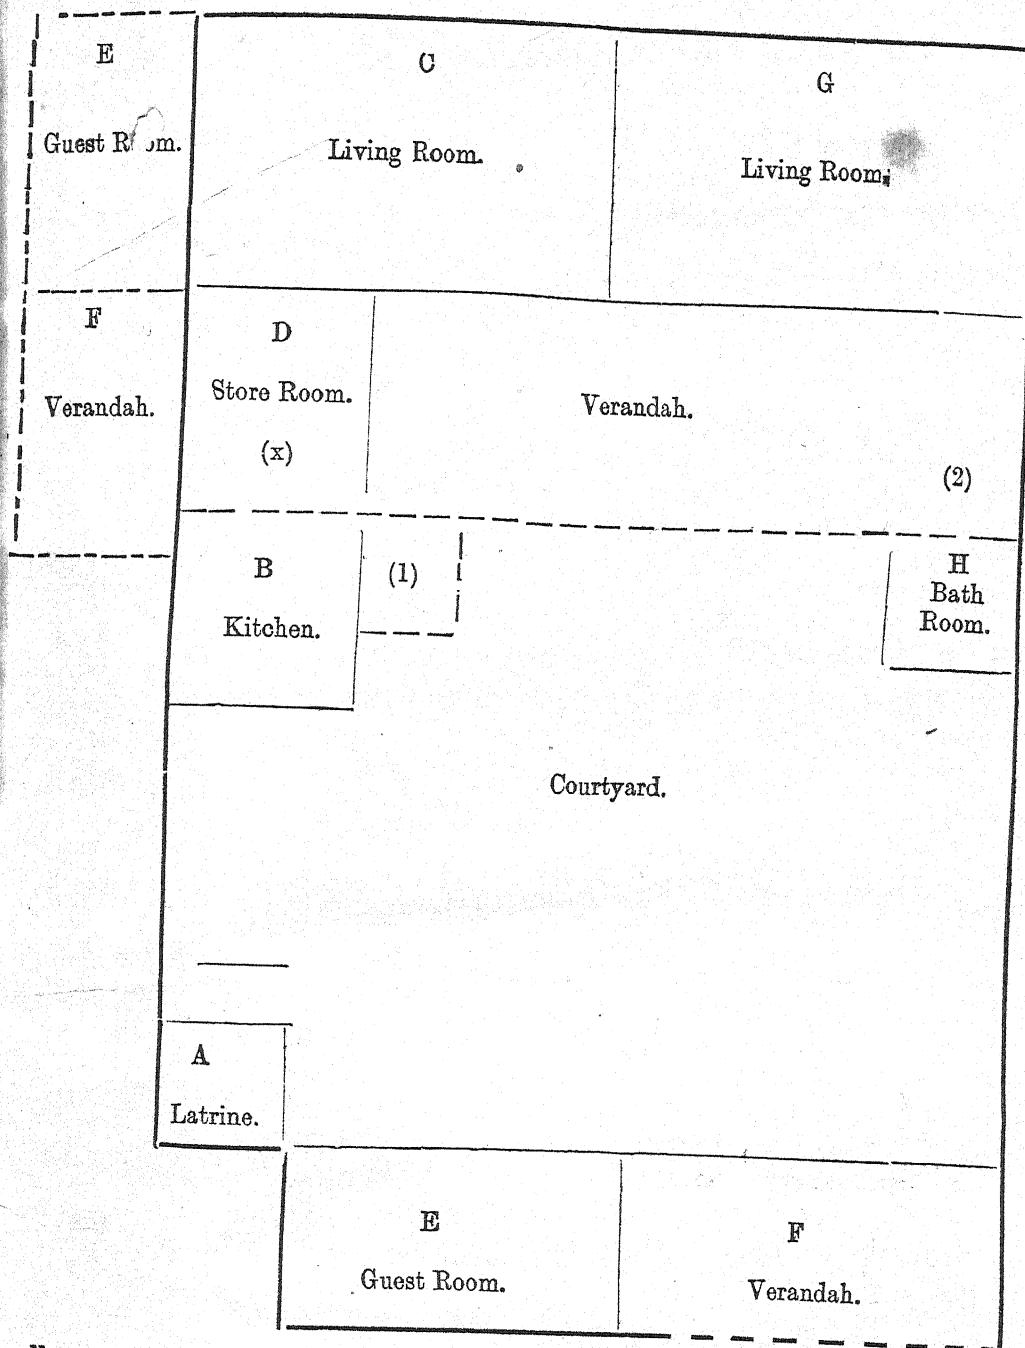 E
Guest R om.
C
Living Room.
G
Living Room.
F
Verandah.
D
Store Room.
(x)
Verandah.
(2)
B
Kitchen.
(1)
H
Bath
Room.
Courtyard.
A
Latrine.
E
Guest Room.
F
Verandah.